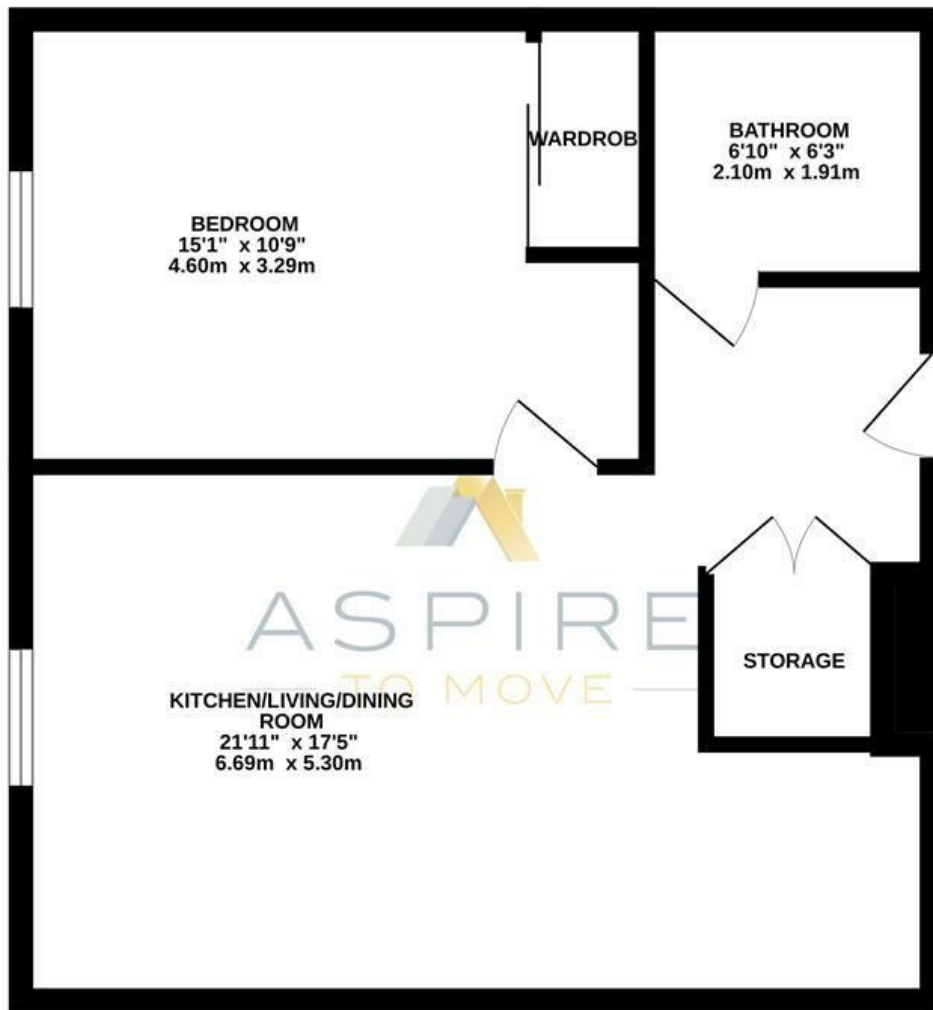 WARDROB
BATHROOM
6'10" x 6'3"
2.10m x 1.91m
BEDROOM
15'1" x 10'9"
4.60m x 3.29m
ASPIRE
TO MOVE
STORAGE
KITCHEN/LIVING/DINING
ROOM
21'11" x 17'5"
6.69m x 5.30m